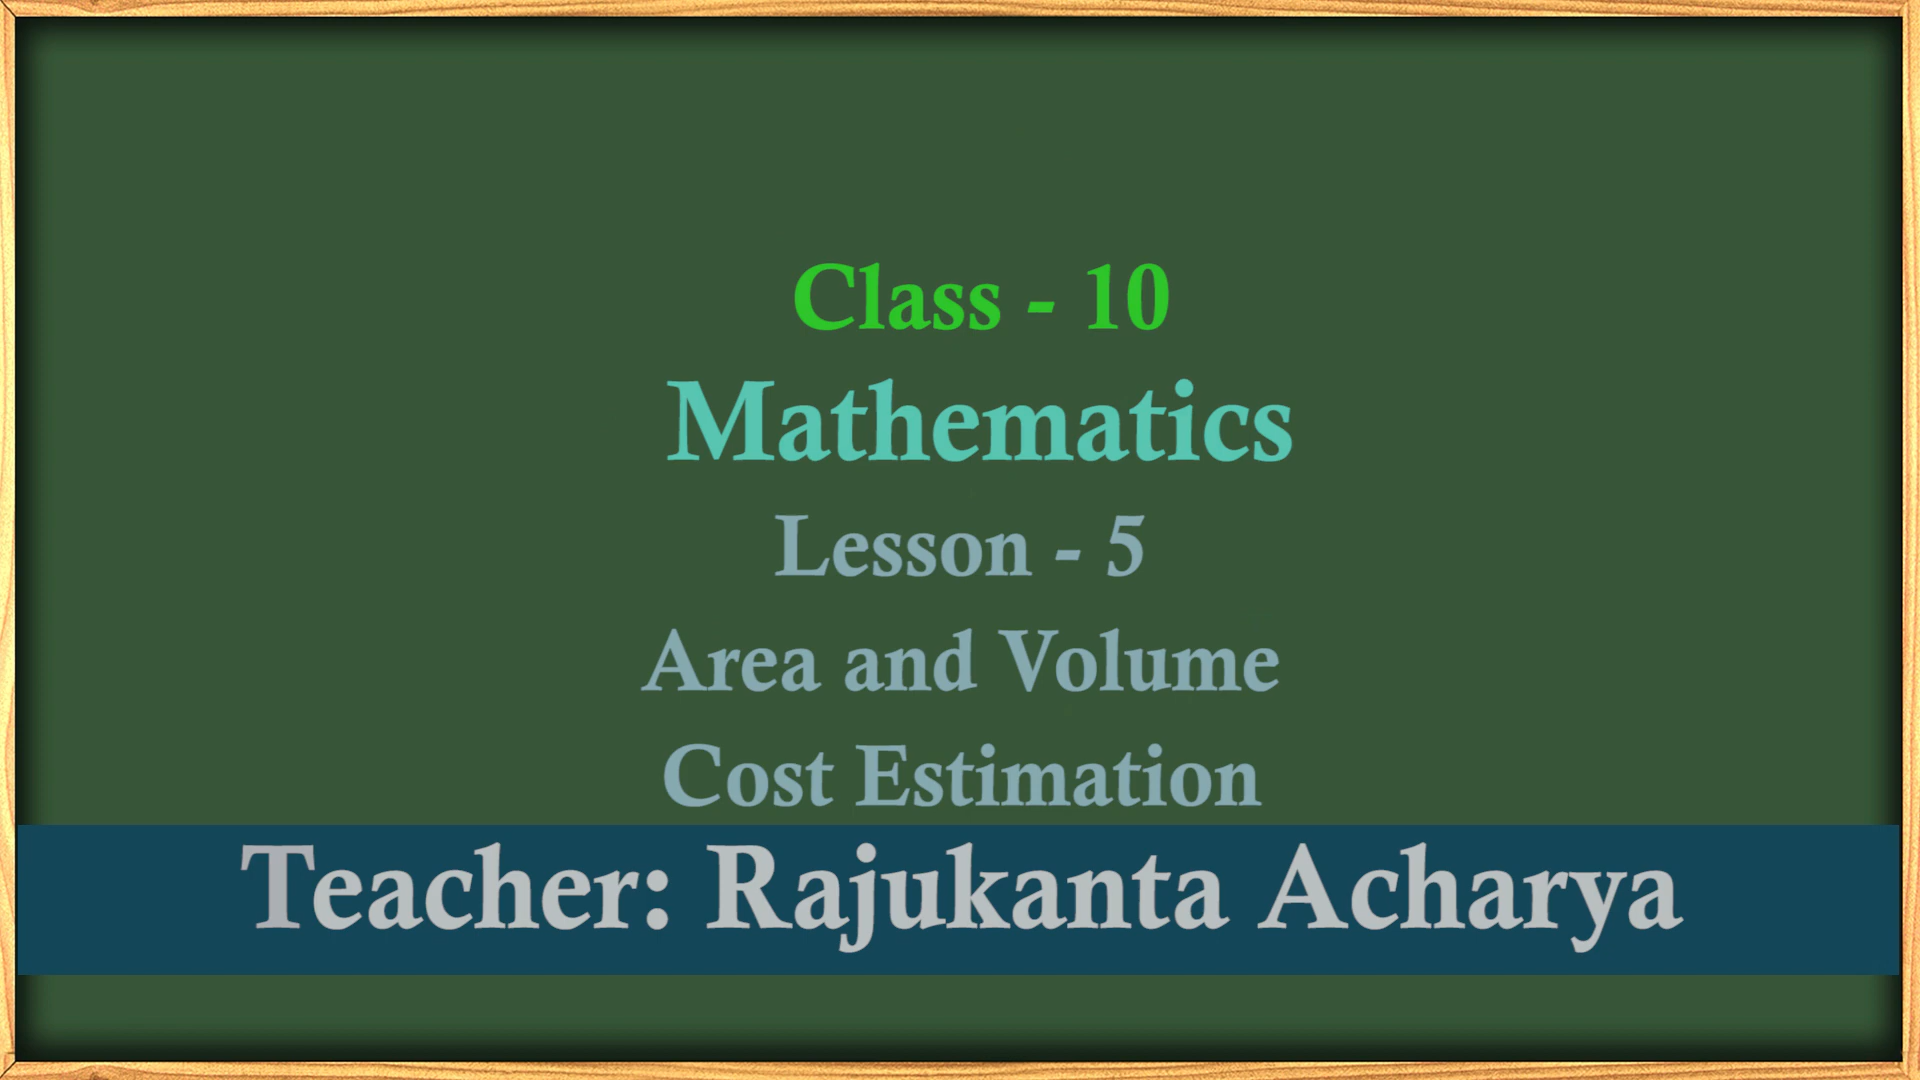 Class - 10
Mathematics
Lesson - 5
Area and Volume
Cost Estimation
Teacher: Rajukanta Acharya